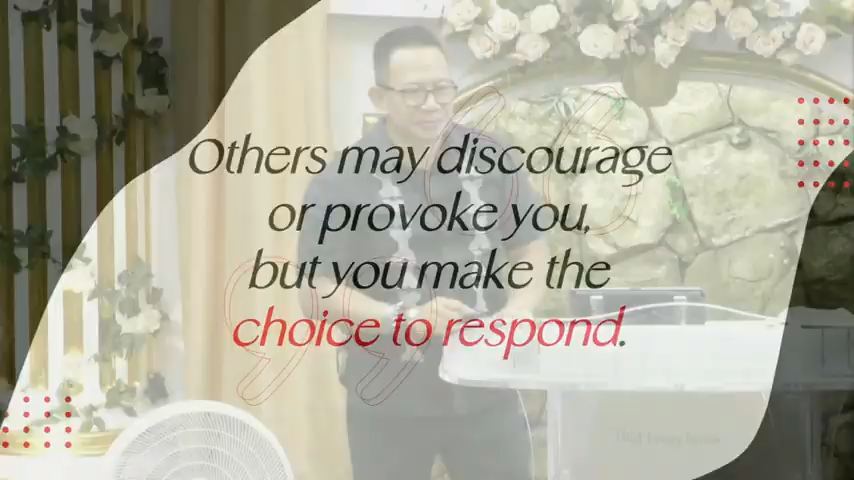 Others may discourage
or provoke you,
but you make the
choice to respond.